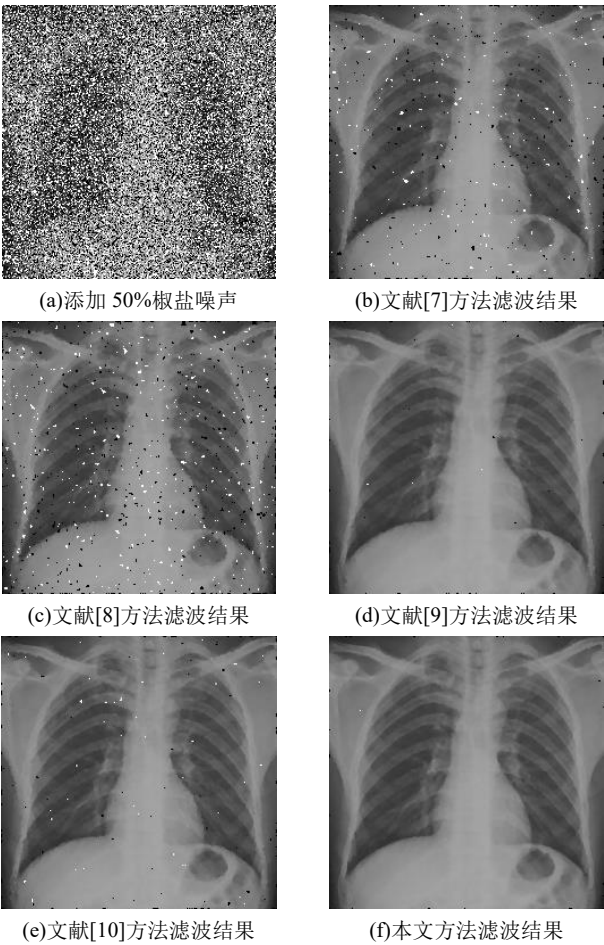 (a)添加 50%椒盐噪声
(b)文献[7]方法滤波结果
(c)文献[8]方法滤波结果
(d)文献[9]方法滤波结果
(e)文献[10]方法滤波结果
(f)本文方法滤波结果